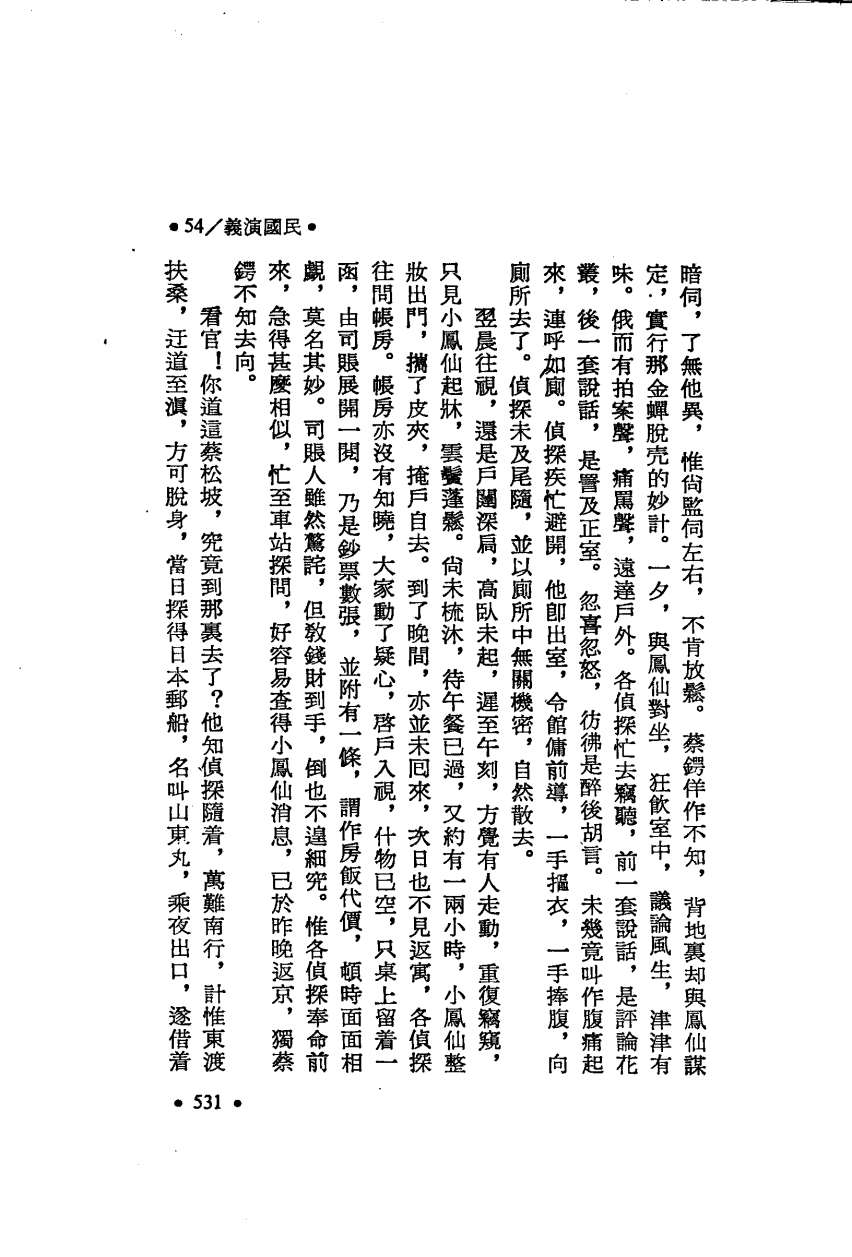 •54/義演國民•
暗伺，了無他異，惟尙監伺左右，不肯放鬆。蔡鍔佯作不知，背地裏却與鳳仙謀
定，實行那金蟬脫壳的妙計。一夕，與鳳仙對坐，狂飲室中，議論風生，津津有
味。俄而有拍案聲，痛罵聲，遠達戶外。各偵探忙去竊聽，前一套說話，是評論花
叢，後一套說話，是詈及正室。忽喜忽怒，彷彿是醉後胡言。未幾竟叫作腹痛起
來，連呼如廁。偵探疾忙避開，他卽出室，令館傭前導，一手摳衣，一手捧腹，向
廁所去了。偵探未及尾隨，並以廁所中無關機密，自然散去。
翌晨往視，還是戶闥深扃，高臥未起，遲至午刻，方覺有人走動，重復竊窺，
只見小鳳仙起牀，雲鬢蓬鬆。尙未梳沐，待午餐已過，又約有一兩小時，小鳳仙整
妝出門，攜了皮夾，掩戶自去。到了晚間，亦並未囘來，次日也不見返寓，各偵探
往問帳房。帳房亦沒有知曉，大家動了疑心，啓戶入視，什物已空，只桌上留着一
函，由司賬展開一閱，乃是鈔票數張，並附有一條，謂作房飯代價，頓時面面相
覷，莫名其妙。司賬人雖然驚詫，但敎錢財到手，倒也不遑細究。惟各偵探奉命前
來，急得甚麼相似，忙至車站探問，好容易查得小鳳仙消息，已於昨晚返京，獨蔡
鍔不知去向。
看官！你道這蔡松坡，究竟到那裏去了？他知偵探隨着，萬難南行，計惟東渡
扶桑，迂道至滇，方可脫身，當日探得日本郵船，名叫山東丸，乘夜出口，遂借着
•531•